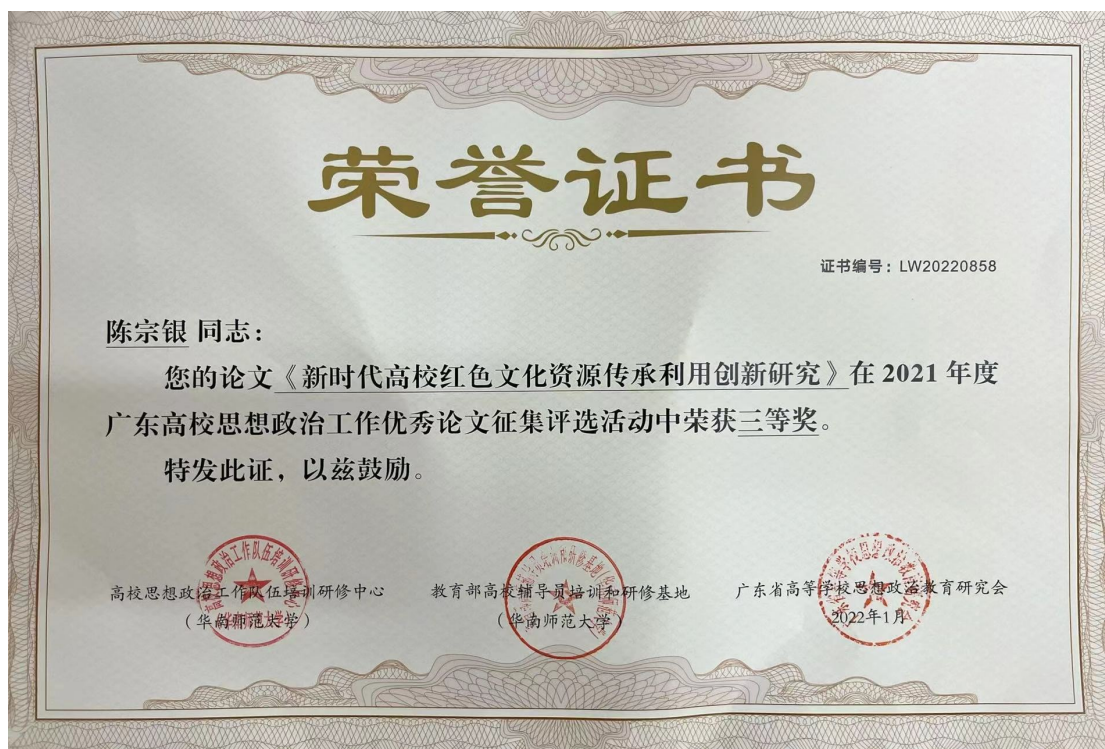 荣誉证书
证书编号：LW20220858
陈宗银 同志：
您的论文《新时代高校红色文化资源传承利用创新研究》在 2021 年度
广东高校思想政治工作优秀论文征集评选活动中荣获三等奖。
特发此证，以兹鼓励。
高校思想政治工作队伍培训研修中心
（华南师范大学）
教育部高校辅导员培训和研修基地
（华南师范大学）
广东省高等学校思想政治教育研究会
2022年1月